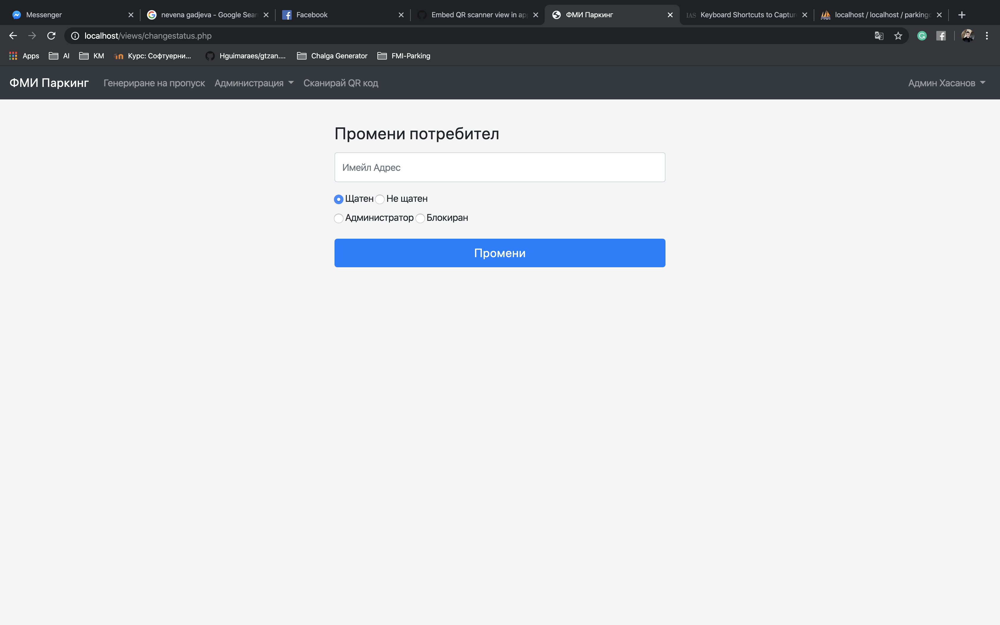 Messenger
nevena gadjeva - Google Sear
Facebook
Embed QR scanner view in app
ФМИ Паркинг
IAS Keyboard Shortcuts to Captur
localhost / localhost / parking
localhost/views/changestatus.php
Apps AI KM Курс: Софтуерни... Hguimaraes/gtzan.... Chalga Generator FMI-Parking
ФМИ Паркинг Генериране на пропуск Администрация Сканирай QR код Админ Хасанов
Промени потребител
Имейл Адрес
Щатен Не щатен
Администратор Блокиран
Промени